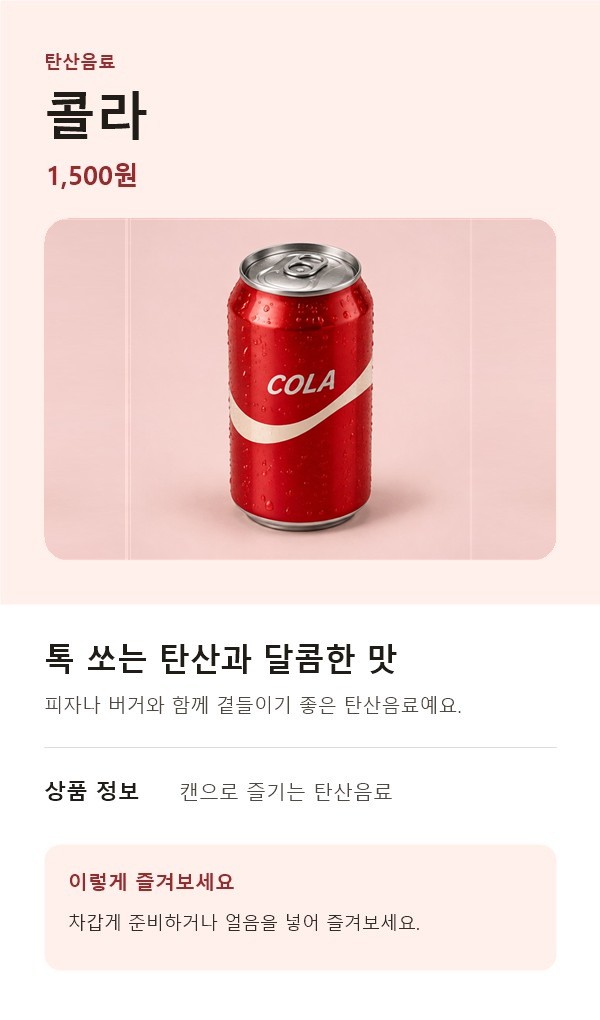 탄산음료
콜라
1,500원
COLA
톡 쏘는 탄산과 달콤한 맛
피자나 버거와 함께 곁들이기 좋은 탄산음료예요.
상품 정보 캔으로 즐기는 탄산음료
이렇게 즐겨보세요
차갑게 준비하거나 얼음을 넣어 즐겨보세요.